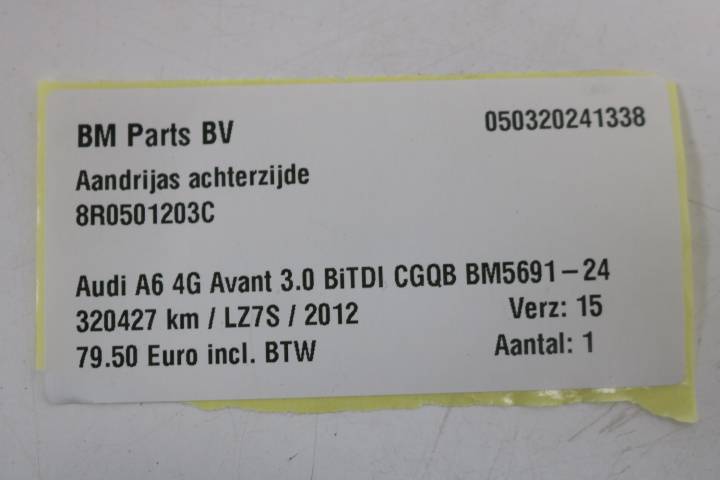 BM Parts BV 050320241338
Aandrijas achterzijde
8R0501203C
Audi A6 4G Avant 3.0 BiTDI CGQB BM5691-24
320427 km / LZ7S / 2012 Verz: 15
79.50 Euro incl. BTW Aantal: 1